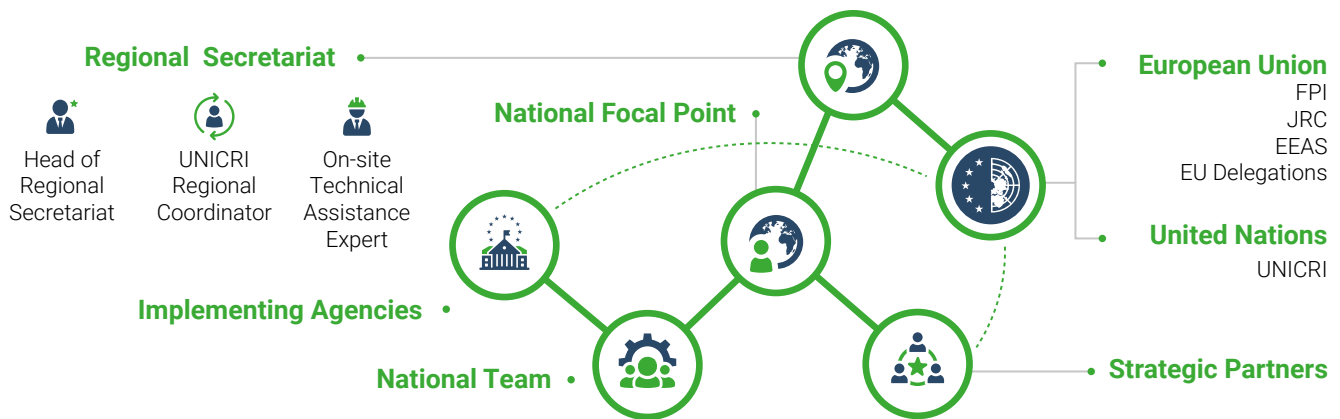 Regional Secretariat
Head of
Regional
Secretariat
UNICRI
Regional
Coordinator
On-site
Technical
Assistance
Expert
National Focal Point
European Union
FPI
JRC
EEAS
EU Delegations
United Nations
UNICRI
Implementing Agencies
National Team
Strategic Partners